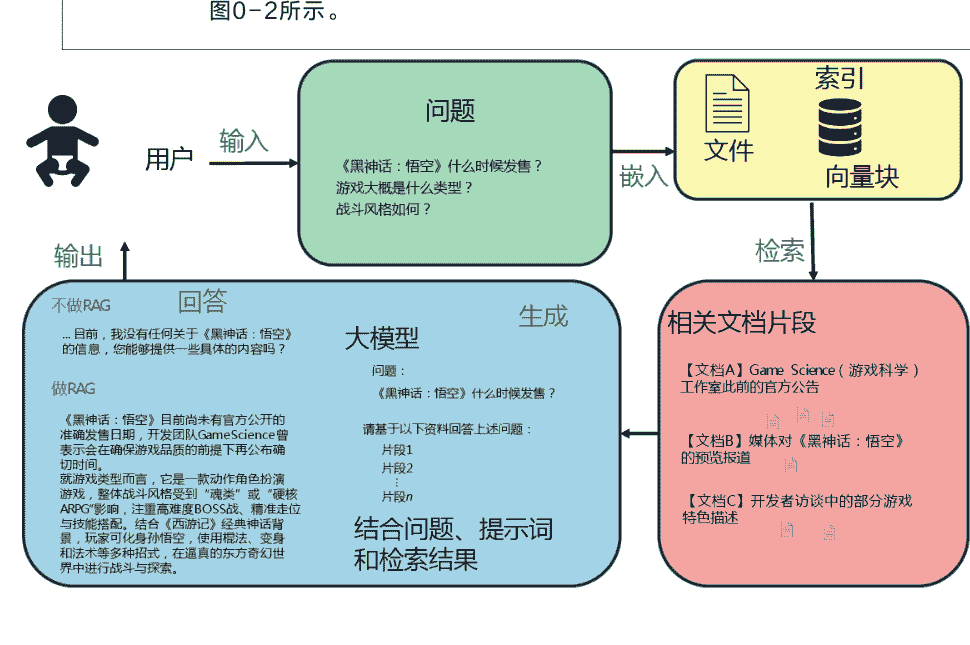 图0-2所示。
用户
输入
问题
《黑神话：悟空》什么时候发售？
游戏大概是什么类型？
战斗风格如何？
嵌入
索引
文件
向量块
检索
相关文档片段
【文档A】Game Science（游戏科学）
工作室此前的官方公告
【文档B】媒体对《黑神话：悟空》
的预览报道
【文档C】开发者访谈中的部分游戏
特色描述
生成
大模型
问题：
《黑神话：悟空》什么时候发售？
请基于以下资料回答上述问题：
片段1
片段2
⋮
片段n
结合问题、提示词
和检索结果
回答
不做RAG
... 目前，我没有任何关于《黑神话：悟空》
的信息，您能够提供一些具体的内容吗？
做RAG
《黑神话：悟空》目前尚未有官方公开的
准确发售日期，开发团队GameScience曾
表示会在确保游戏品质的前提下再公布确
切时间。
就游戏类型而言，它是一款动作角色扮演
游戏，整体战斗风格受到“魂类”或“硬核
ARPG”影响，注重高难度BOSS战、精准走位
与技能搭配。结合《西游记》经典神话背
景，玩家可化身孙悟空，使用棍法、变身
和法术等多种招式，在逼真的东方奇幻世
界中进行战斗与探索。
输出